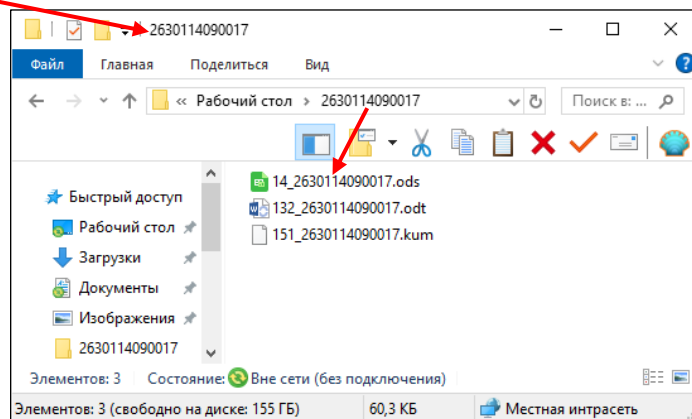 2630114090017
Файл Главная Поделиться Вид
« Рабочий стол › 2630114090017 Поиск в: ...
Быстрый доступ
Рабочий стол
Загрузки
Документы
Изображения
2630114090017
14_2630114090017.ods
132_2630114090017.odt
151_2630114090017.kum
Элементов: 3 Состояние: Вне сети (без подключения)
Элементов: 3 (свободно на диске: 155 ГБ) 60,3 КБ Местная интрасеть